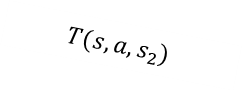 T(s, a, s₂)